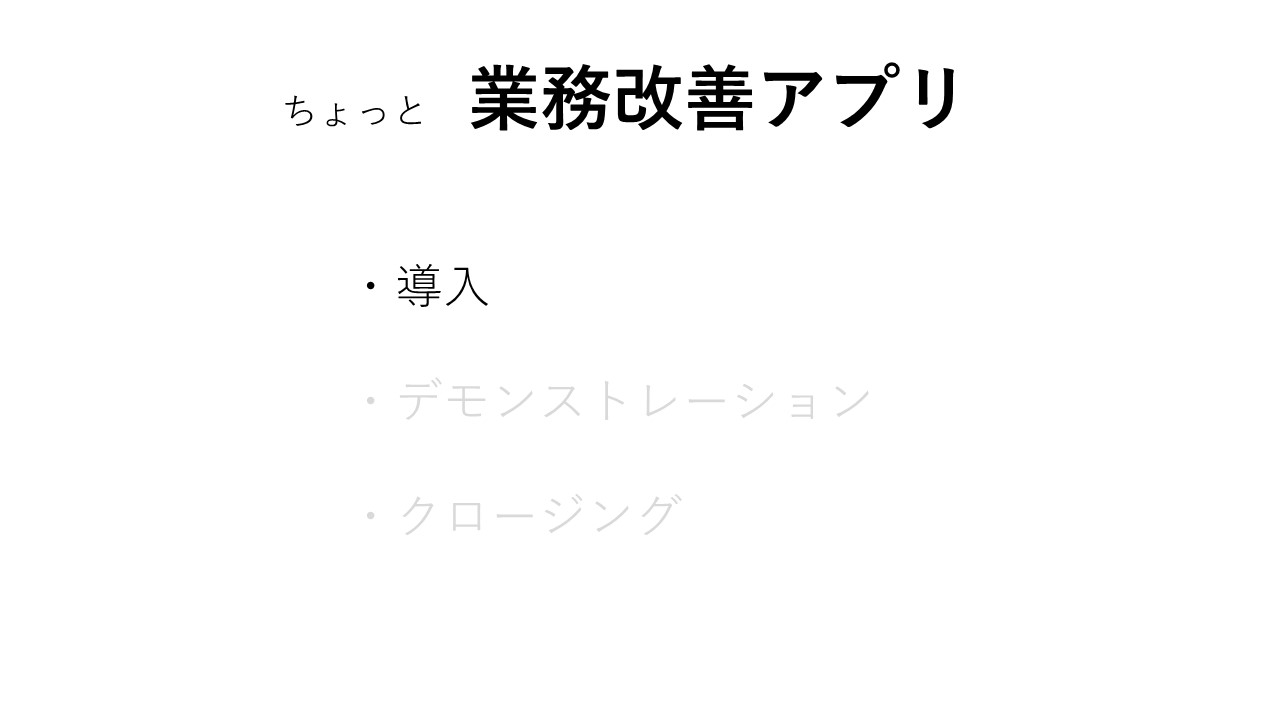 ちょっと 業務改善アプリ
・導入
・デモンストレーション
・クロージング